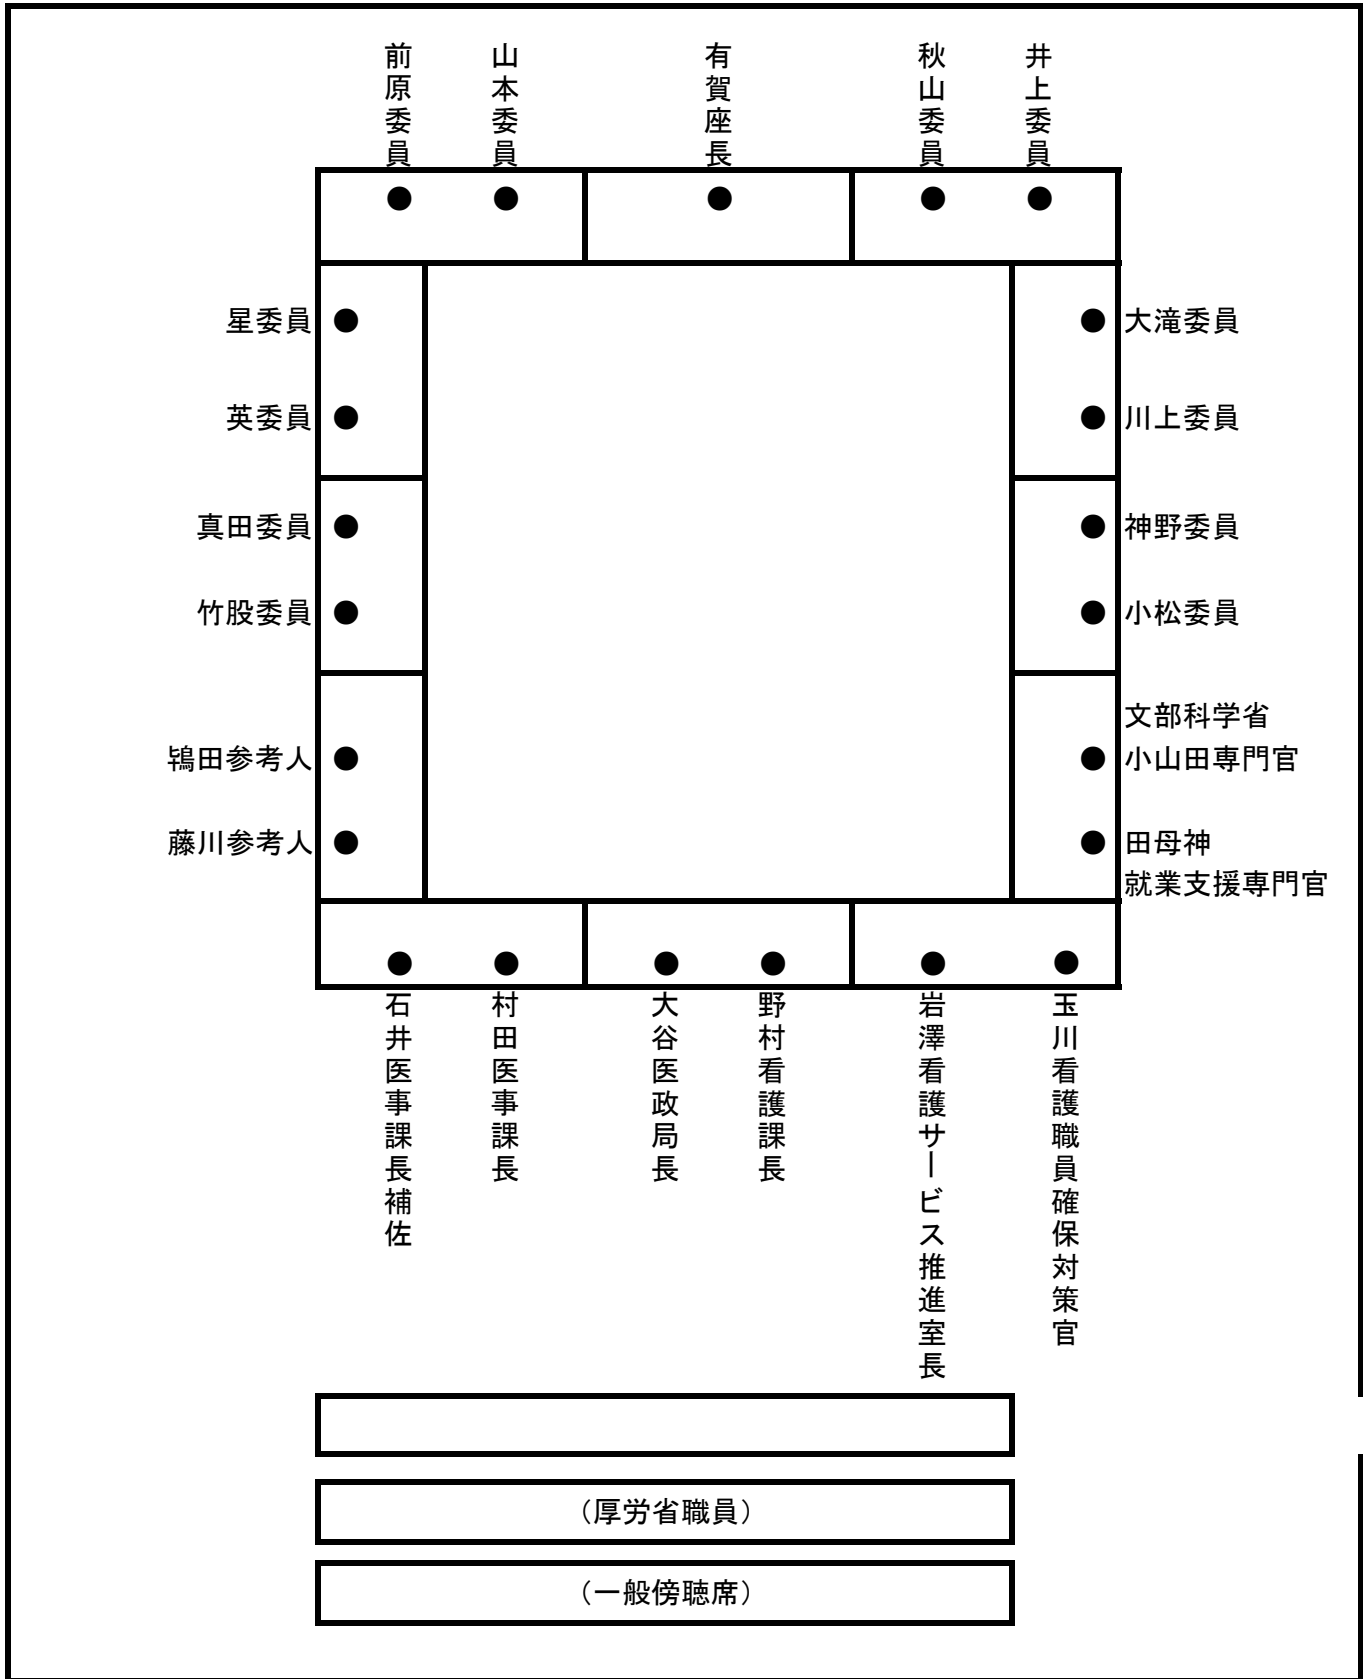 前原委員
山本委員
有賀座長
秋山委員
井上委員
星委員
大滝委員
英委員
川上委員
真田委員
神野委員
竹股委員
小松委員
文部科学省
鴇田参考人
小山田専門官
藤川参考人
田母神
就業支援専門官
石井医事課長補佐
村田医事課長
大谷医政局長
野村看護課長
岩澤看護サービス推進室長
玉川看護職員確保対策官
（厚労省職員）
（一般傍聴席）